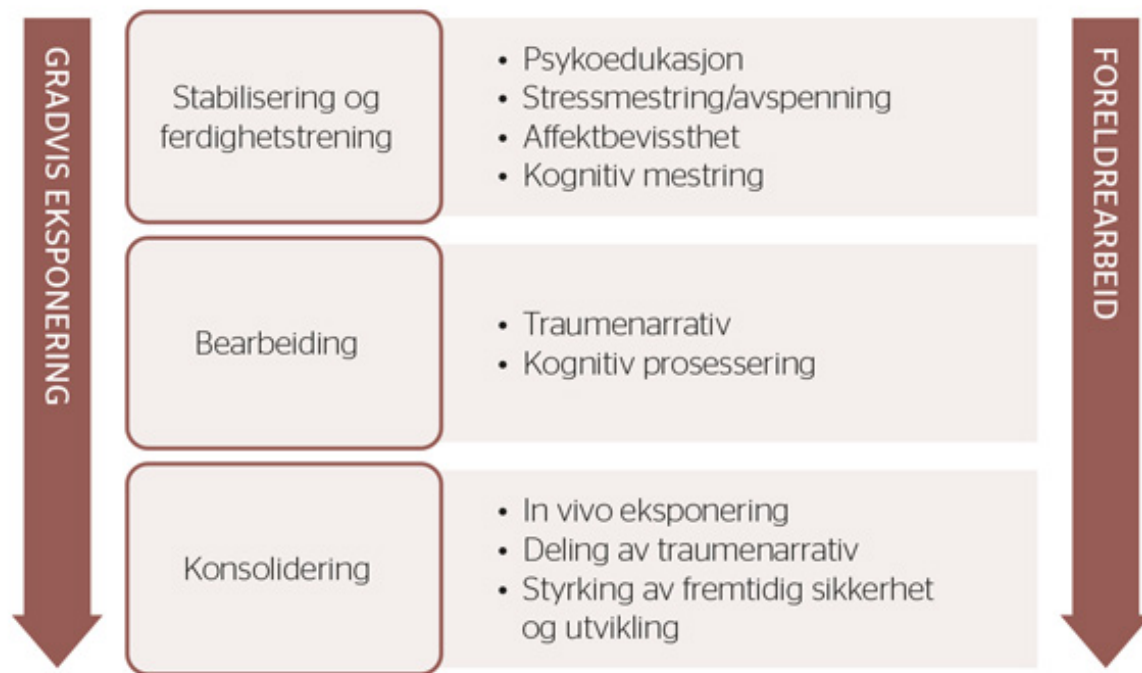 GRADVIS EKSPONERING
Stabilisering og
ferdighetstrening
• Psykoedukasjon
• Stressmestring/avspenning
• Affektbevissthet
• Kognitiv mestring
Bearbeiding
• Traumenarrativ
• Kognitiv prosessering
Konsolidering
• In vivo eksponering
• Deling av traumenarrativ
• Styrking av fremtidig sikkerhet
og utvikling
FORELDREARBEID